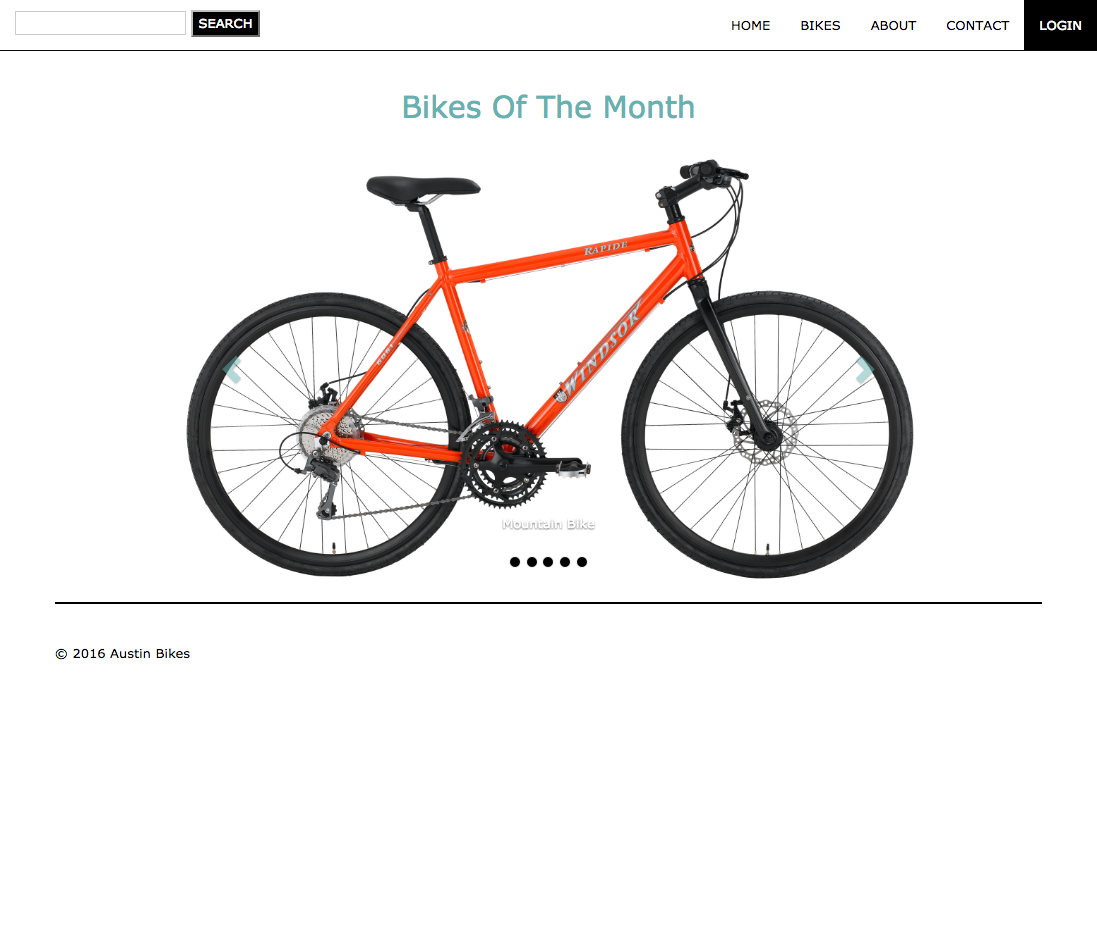 SEARCH
HOME
BIKES
ABOUT
CONTACT
LOGIN
Bikes Of The Month
RAPIDE
WINDSOR
Mountain Bike
© 2016 Austin Bikes